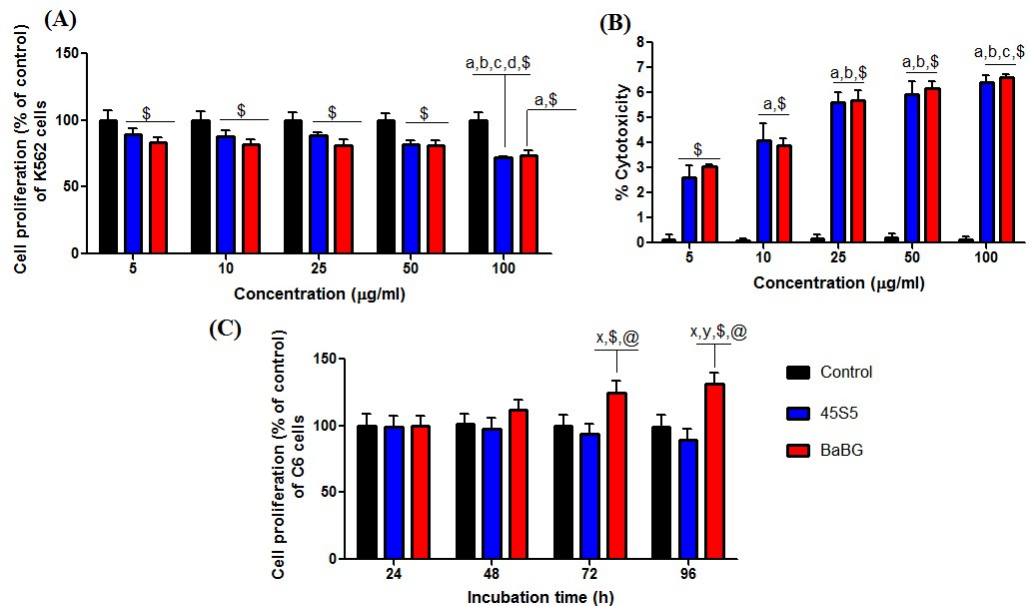 (A)
Cell proliferation (% of control)
of K562 cells
150
100
50
0
$
$
$
$
a,b,c,d,$
a,$
5
10
25
50
100
Concentration (μg/ml)
(B)
% Cytotoxicity
8
7
6
5
4
3
2
1
0
$
a,$
a,b,$
a,b,$
a,b,c,$
5
10
25
50
100
Concentration (μg/ml)
(C)
Cell proliferation (% of control)
of C6 cells
150
100
50
0
x,$,@
x,y,$,@
24
48
72
96
Incubation time (h)
Control
45S5
BaBG